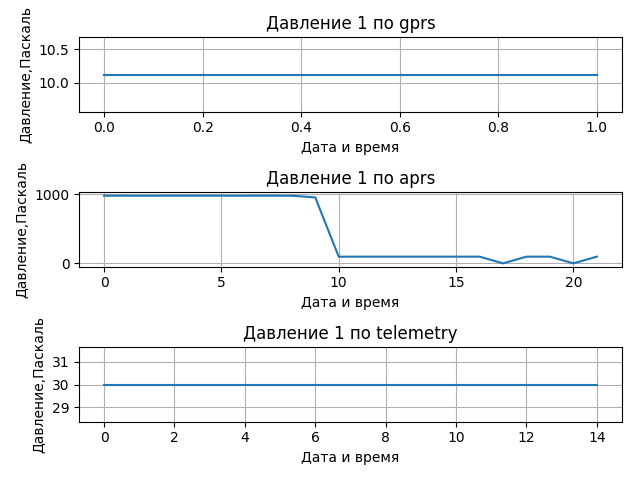 Давление 1 по gprs
Давление,Паскаль
10.5
10.0
0.0 0.2 0.4 0.6 0.8 1.0
Дата и время
Давление 1 по aprs
Давление,Паскаль
1000
0
0 5 10 15 20
Дата и время
Давление 1 по telemetry
Давление,Паскаль
31
30
29
0 2 4 6 8 10 12 14
Дата и время